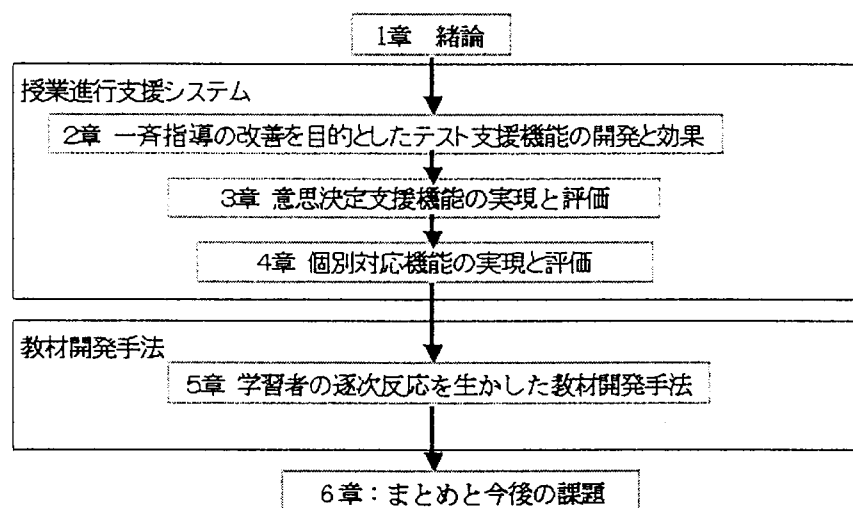 1章 緒論
授業進行支援システム
2章 一斉指導の改善を目的としたテスト支援機能の開発と効果
3章 意思決定支援機能の実現と評価
4章 個別対応機能の実現と評価
教材開発手法
5章 学習者の逐次反応を生かした教材開発手法
6章：まとめと今後の課題